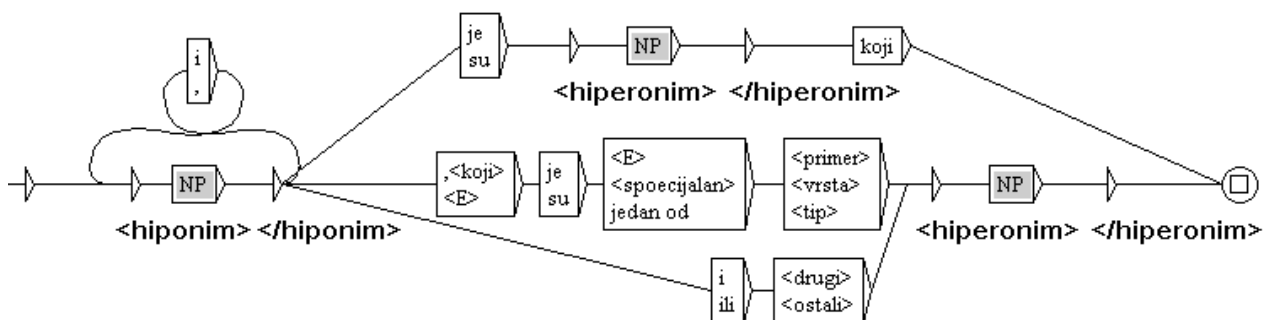 i
,
je
su
NP
koji
<hiperonim> </hiperonim>
NP
,<koji>
<E>
je
su
<E>
<spoecijalan>
jedan od
<primer>
<vrsta>
<tip>
NP
<hiponim> </hiponim>
<hiperonim> </hiperonim>
i
ili
<drugi>
<ostali>